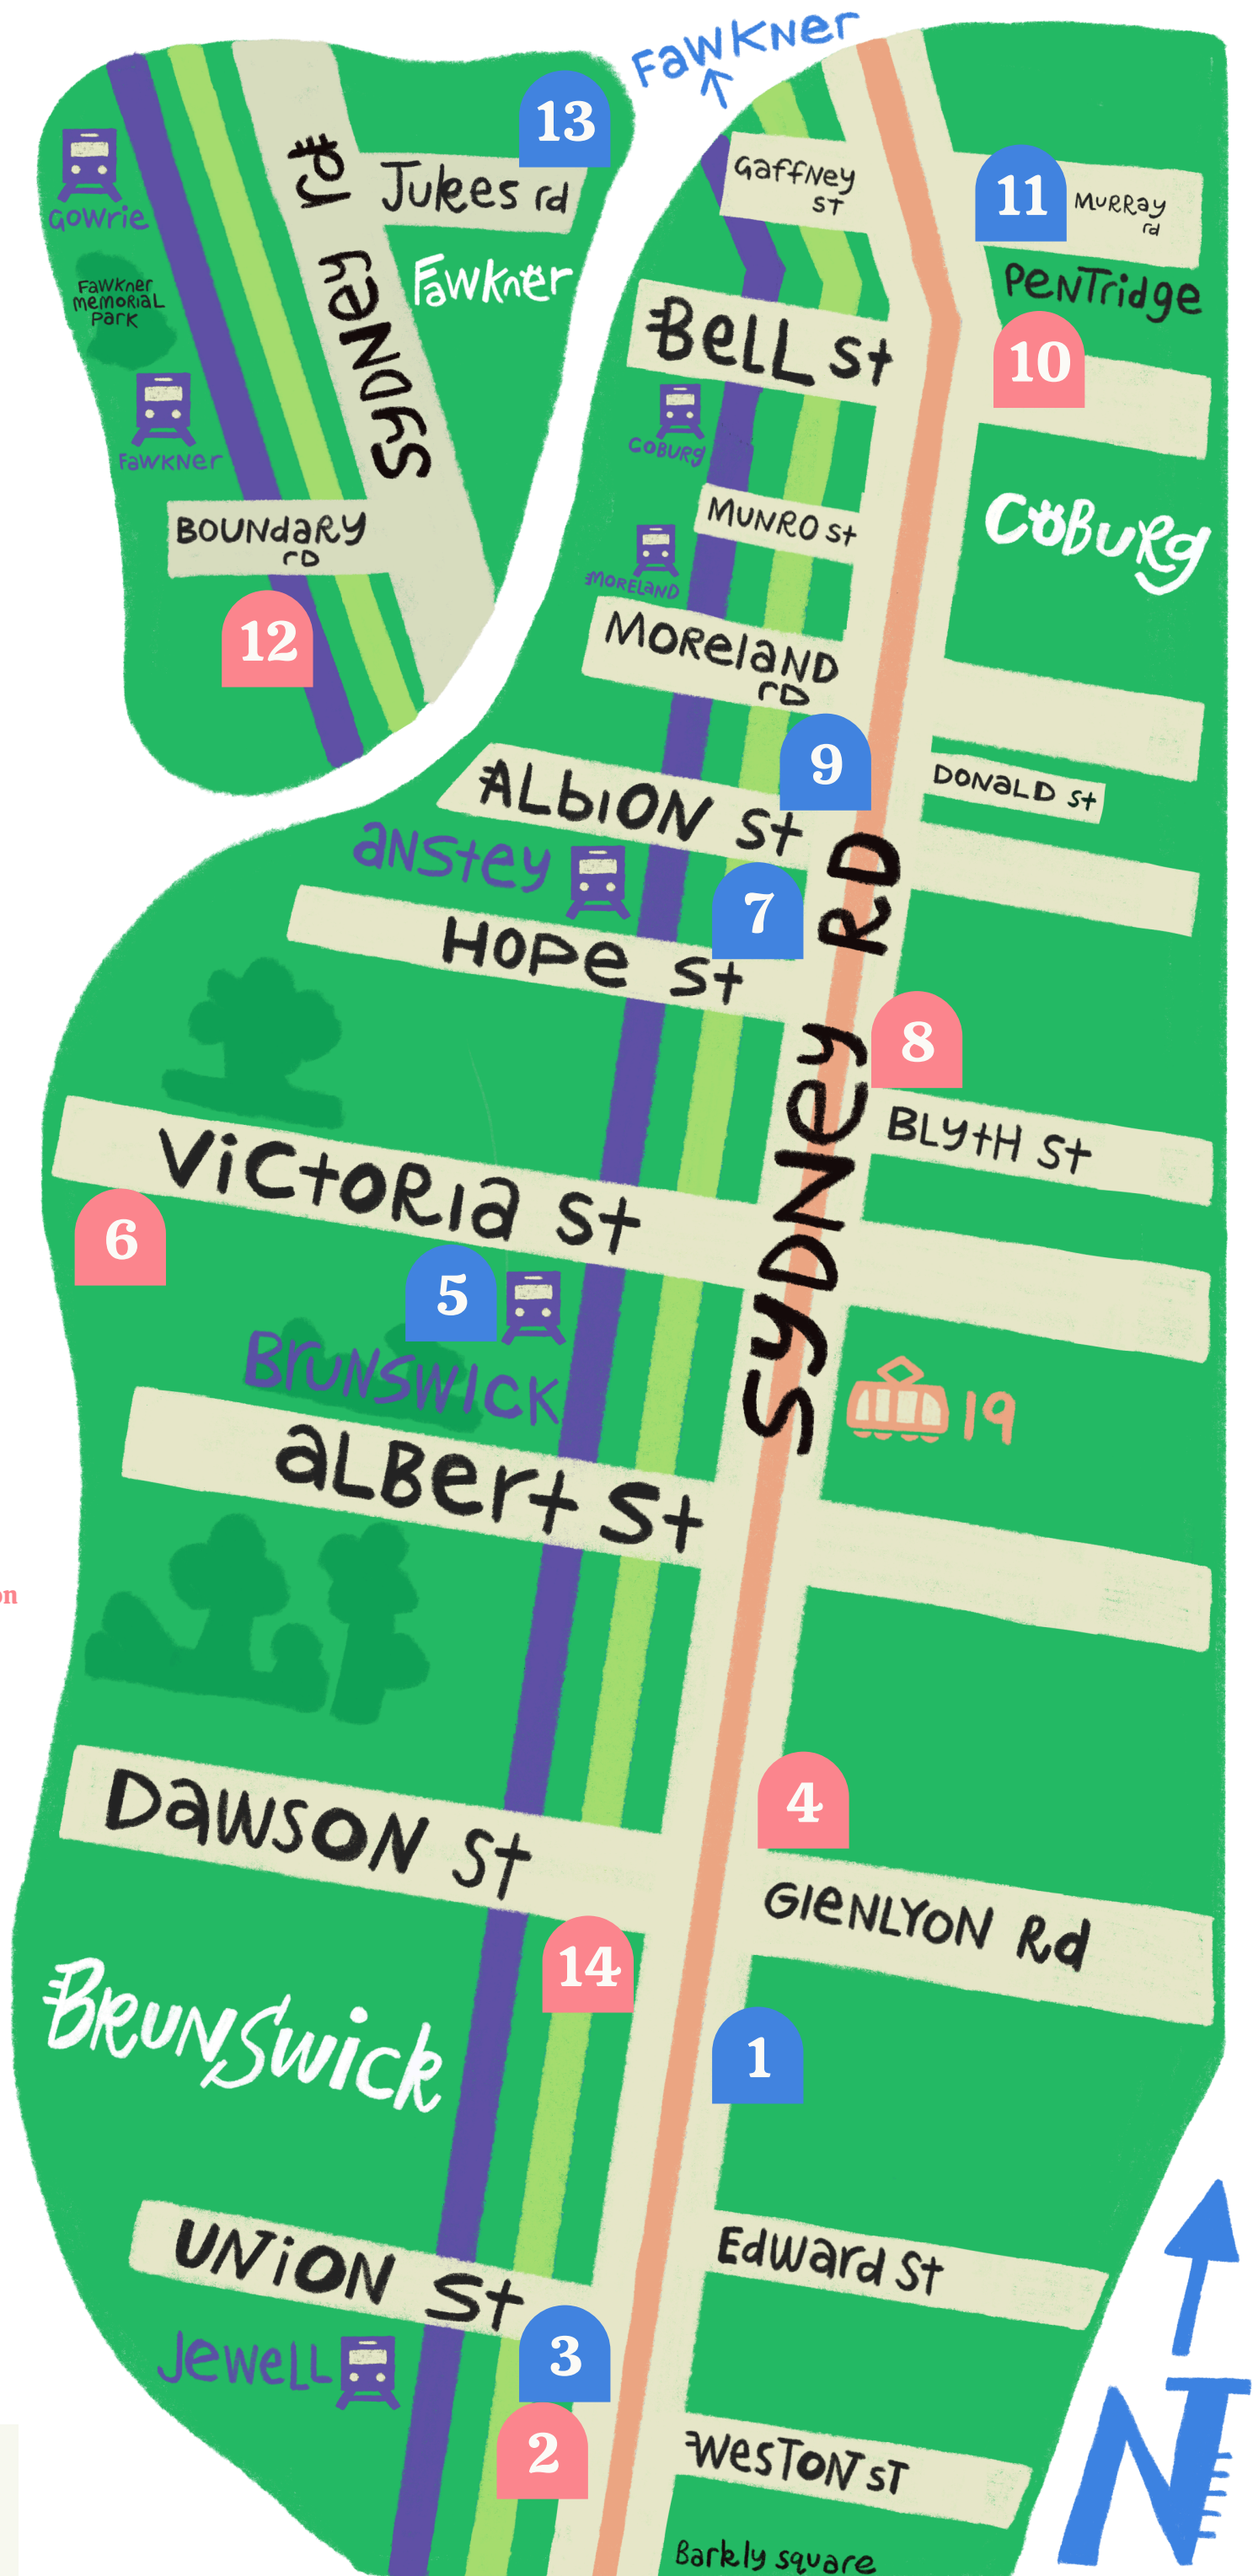 Fawkner
13
Sydney rd
Jukes rd
Gowrie
Fawkner
Fawkner
Memorial
Park
Fawkner
Boundary
rd
12
Gaffney
st
11
Murray
rd
Pentridge
Bell St
10
Coburg
Coburg
Munro st
Moreland
Moreland
rd
9
Donald St
Albion St
Anstey
7
Hope St
Sydney Rd
8
Blyth St
Victoria St
6
5
Brunswick
19
Albert St
on
4
Dawson St
Glenlyon Rd
14
Brunswick
1
Union St
Edward St
Jewell
3
2
Weston St
Barkly square
N